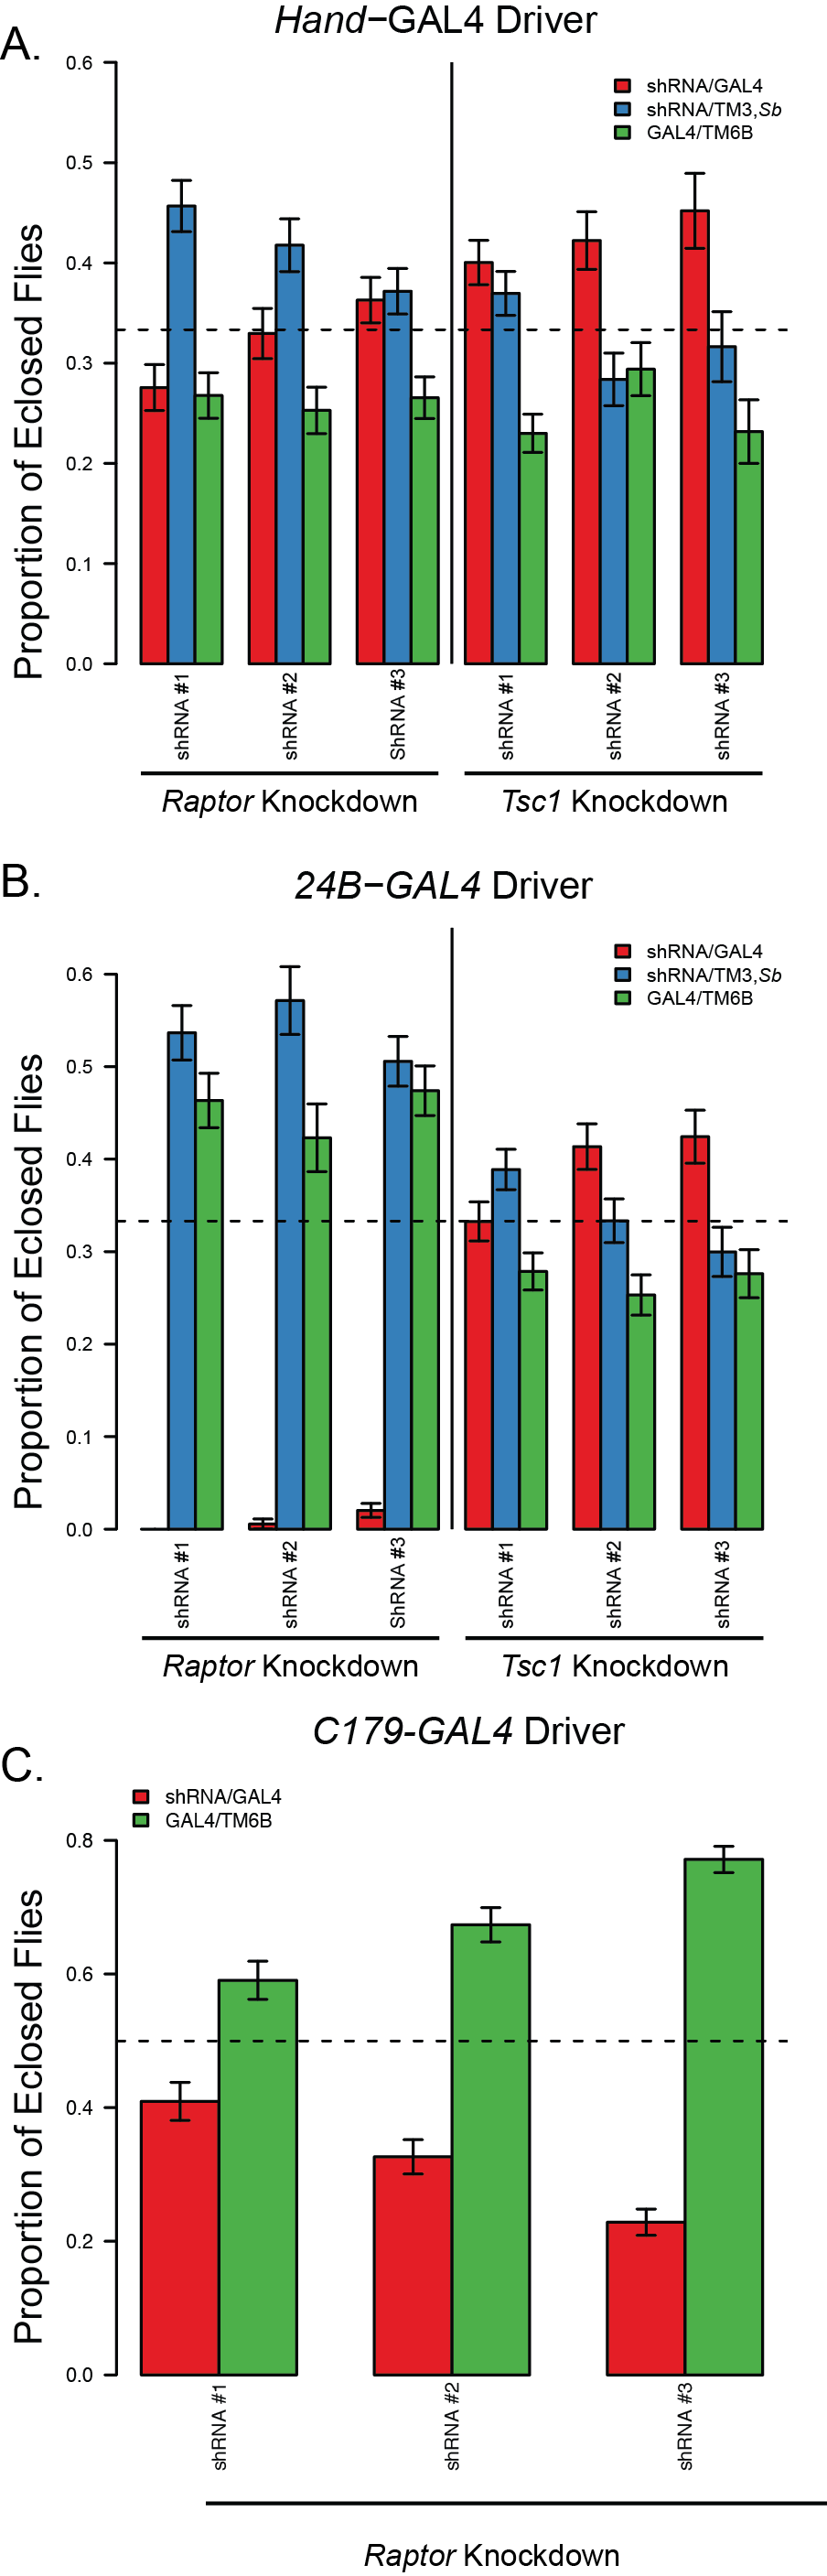 A.
Hand−GAL4 Driver
shRNA/GAL4
shRNA/TM3,Sb
GAL4/TM6B
Proportion of Eclosed Flies
0.6
0.5
0.4
0.3
0.2
0.1
0.0
shRNA #1
shRNA #2
ShRNA #3
shRNA #1
shRNA #2
shRNA #3
Raptor Knockdown
Tsc1 Knockdown
B.
24B−GAL4 Driver
shRNA/GAL4
shRNA/TM3,Sb
GAL4/TM6B
Proportion of Eclosed Flies
0.6
0.5
0.4
0.3
0.2
0.1
0.0
shRNA #1
shRNA #2
ShRNA #3
shRNA #1
shRNA #2
shRNA #3
Raptor Knockdown
Tsc1 Knockdown
C179-GAL4 Driver
C.
shRNA/GAL4
GAL4/TM6B
Proportion of Eclosed Flies
0.8
0.6
0.4
0.2
0.0
shRNA #1
shRNA #2
shRNA #3
Raptor Knockdown